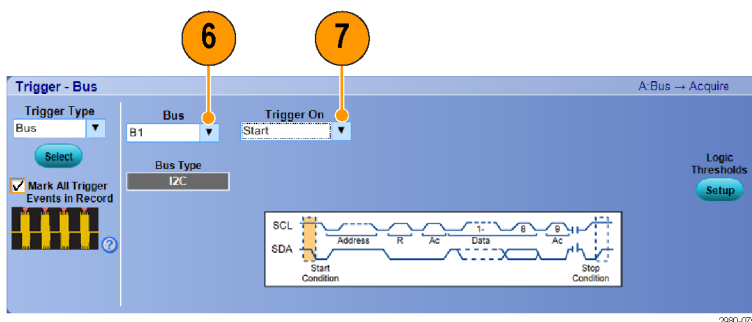 6 7
Trigger - Bus A:Bus → Acquire
Trigger Type
Bus
Select
Mark All Trigger
Events in Record
Bus
B1
Bus Type
I2C
Trigger On
Start
Logic
Thresholds
Setup
SCL
SDA
Address R Ac Data Ac
1- 8 9
Start
Condition
Stop
Condition